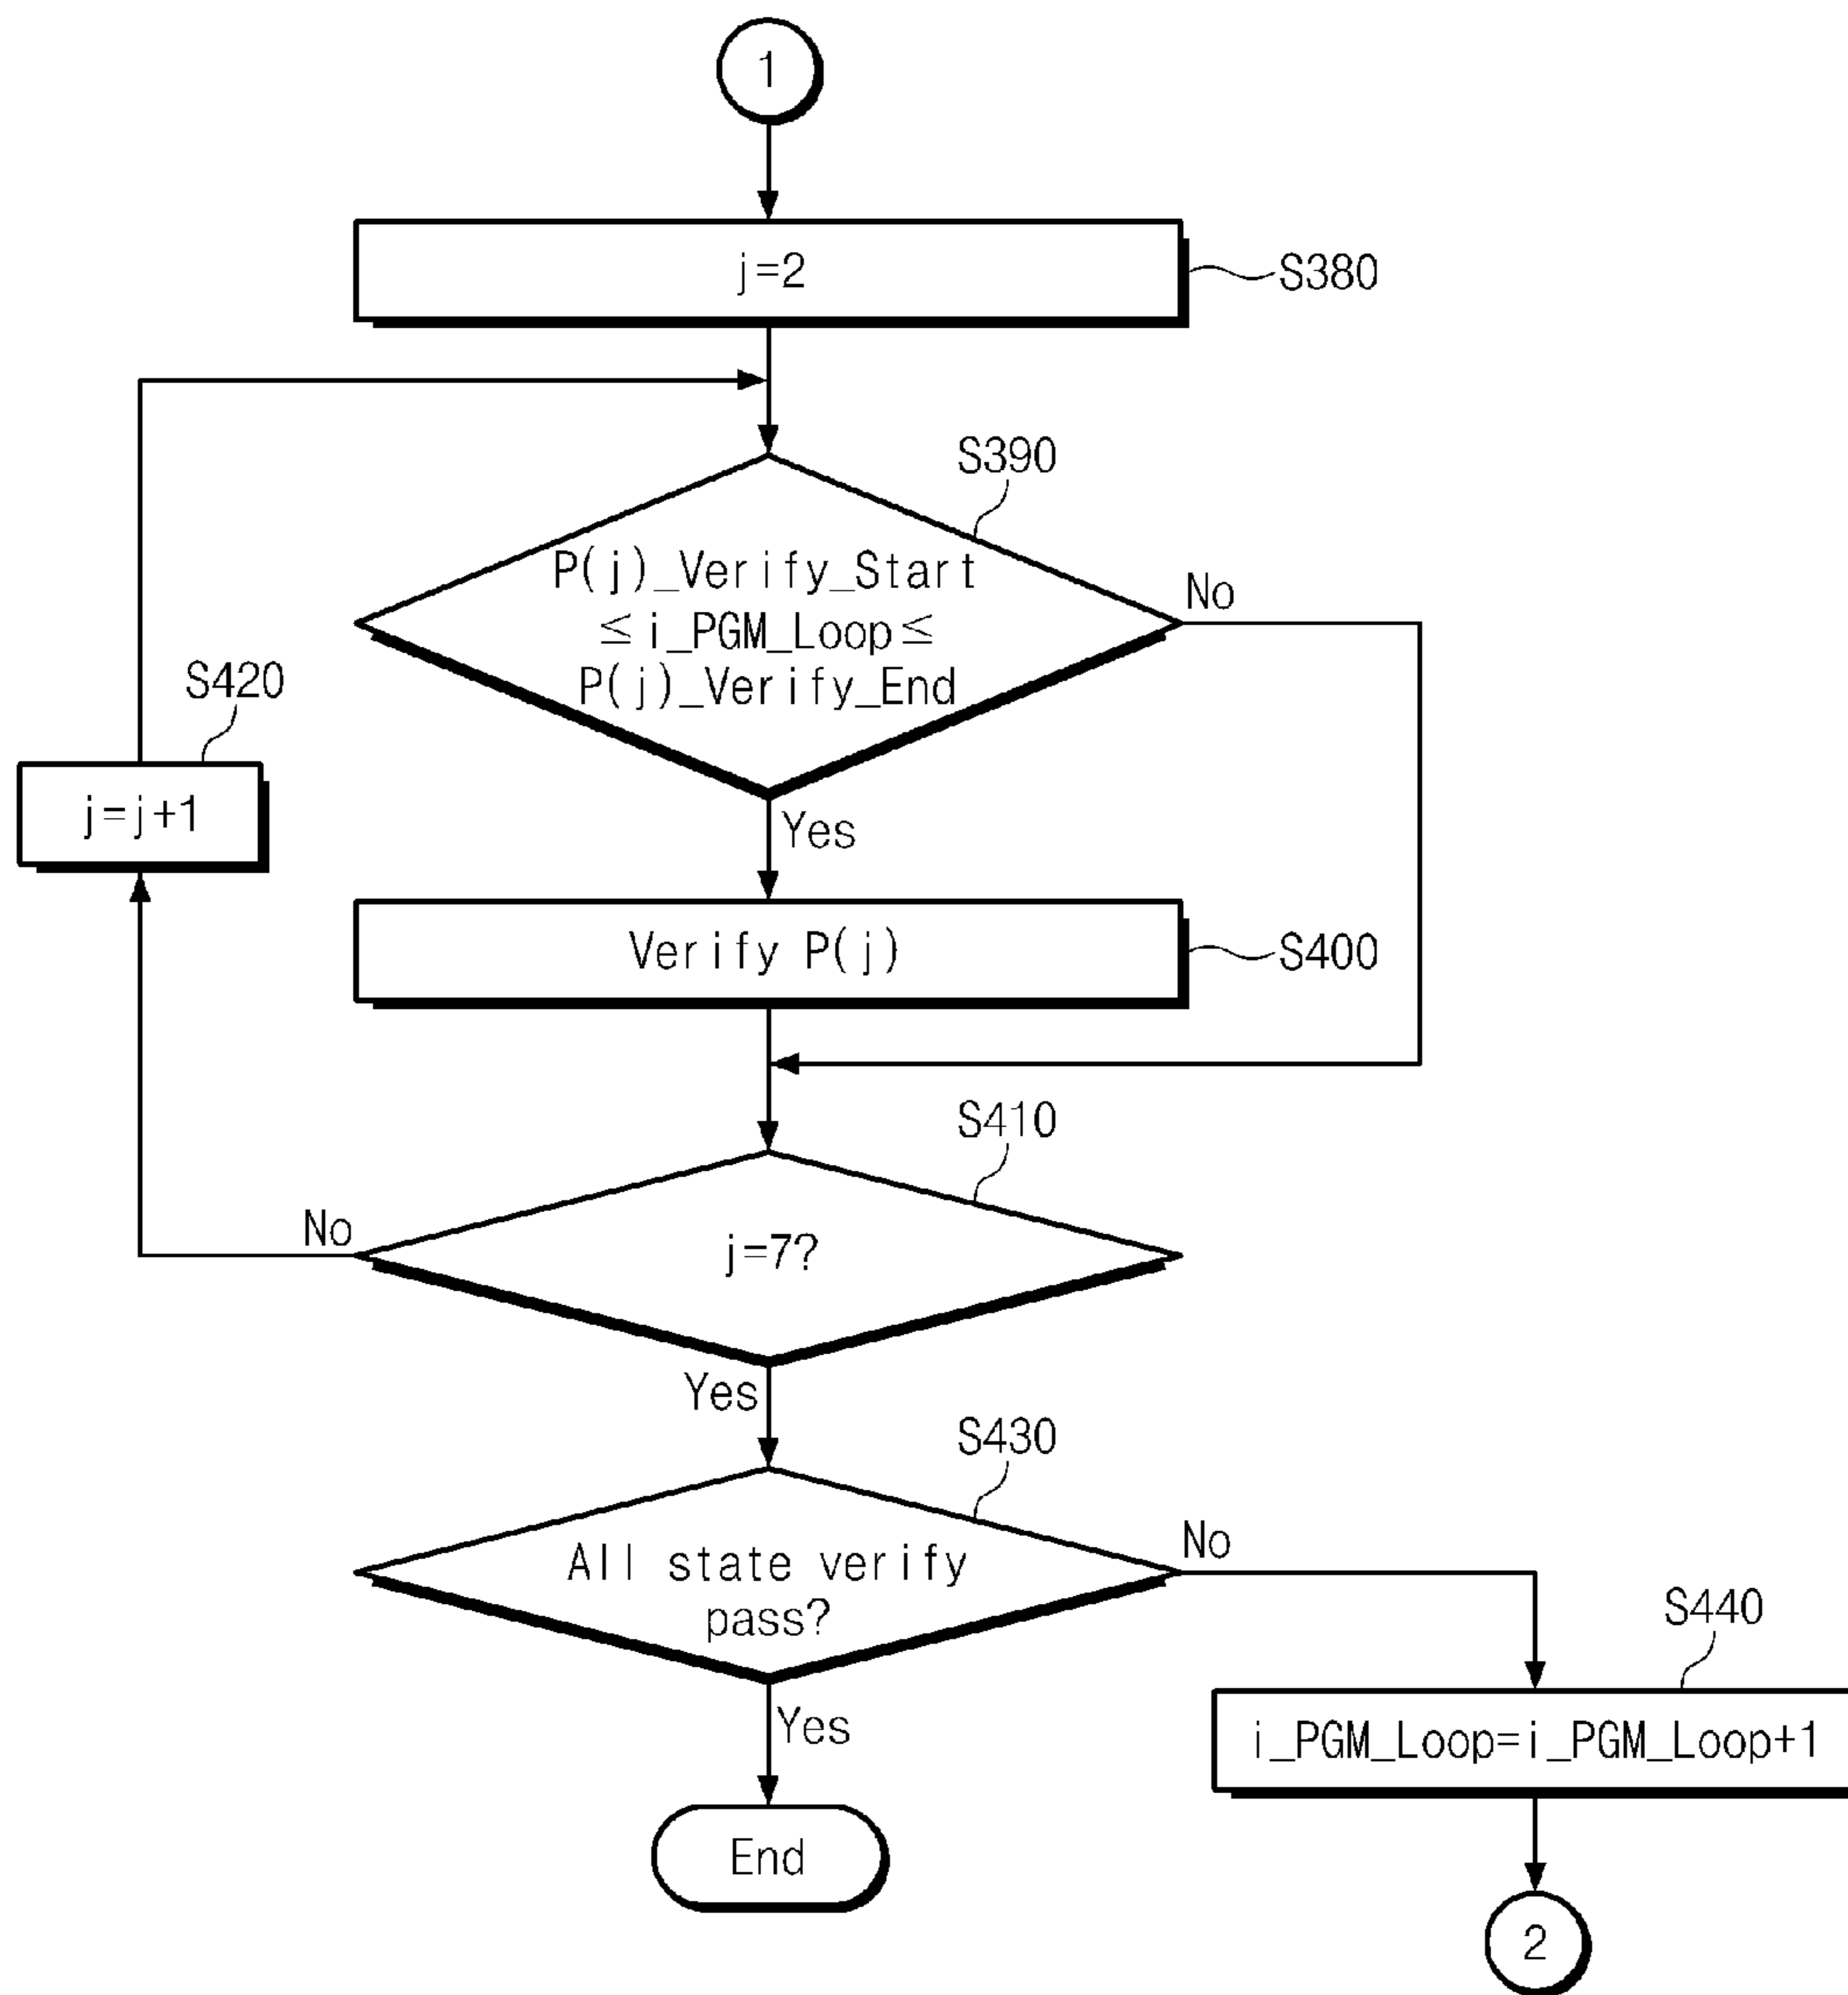 1
j=2
S380
S390
P(j)_Verify_Start
≤ i_PGM_Loop ≤
P(j)_Verify_End
No
S420
j=j+1
Yes
Verify P(j)
S400
S410
No
j=7?
Yes
S430
All state verify
pass?
No
S440
i_PGM_Loop=i_PGM_Loop+1
Yes
End
2